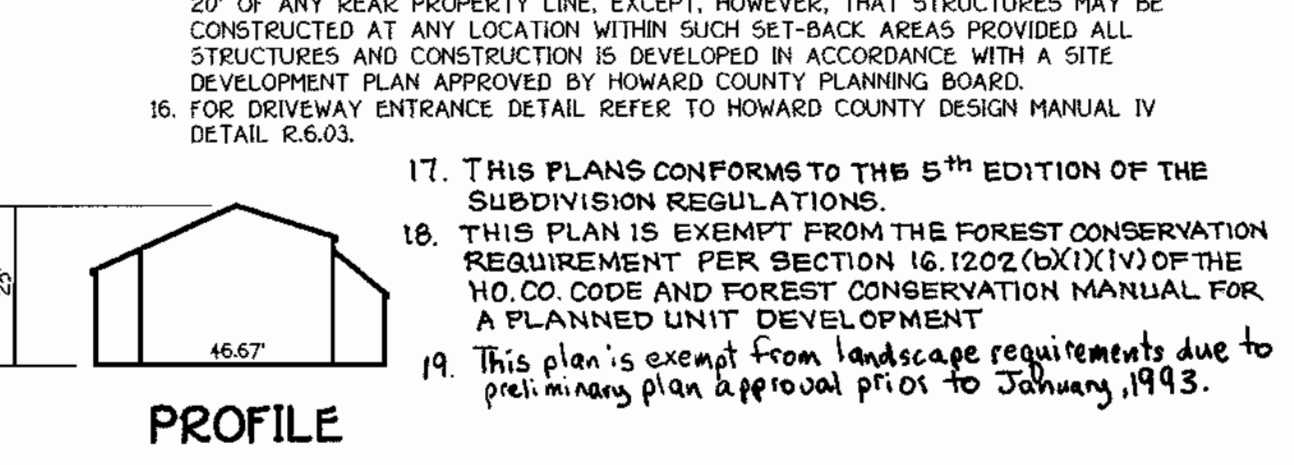 20' OF ANY REAR PROPERTY LINE, EXCEPT, HOWEVER, THAT STRUCTURES MAY BE
CONSTRUCTED AT ANY LOCATION WITHIN SUCH SET-BACK AREAS PROVIDED ALL
STRUCTURES AND CONSTRUCTION IS DEVELOPED IN ACCORDANCE WITH A SITE
DEVELOPMENT PLAN APPROVED BY HOWARD COUNTY PLANNING BOARD.
16. FOR DRIVEWAY ENTRANCE DETAIL REFER TO HOWARD COUNTY DESIGN MANUAL IV
DETAIL R.6.03.
17. THIS PLANS CONFORMS TO THE 5th EDITION OF THE
SUBDIVISION REGULATIONS.
18. THIS PLAN IS EXEMPT FROM THE FOREST CONSERVATION
REQUIREMENT PER SECTION 16.1202(b)(1)(iv) OF THE
HO. CO. CODE AND FOREST CONSERVATION MANUAL FOR
A PLANNED UNIT DEVELOPMENT
19. This plan is exempt from landscape requirements due to
preliminary plan approval prior to January, 1993.
46.67'
PROFILE